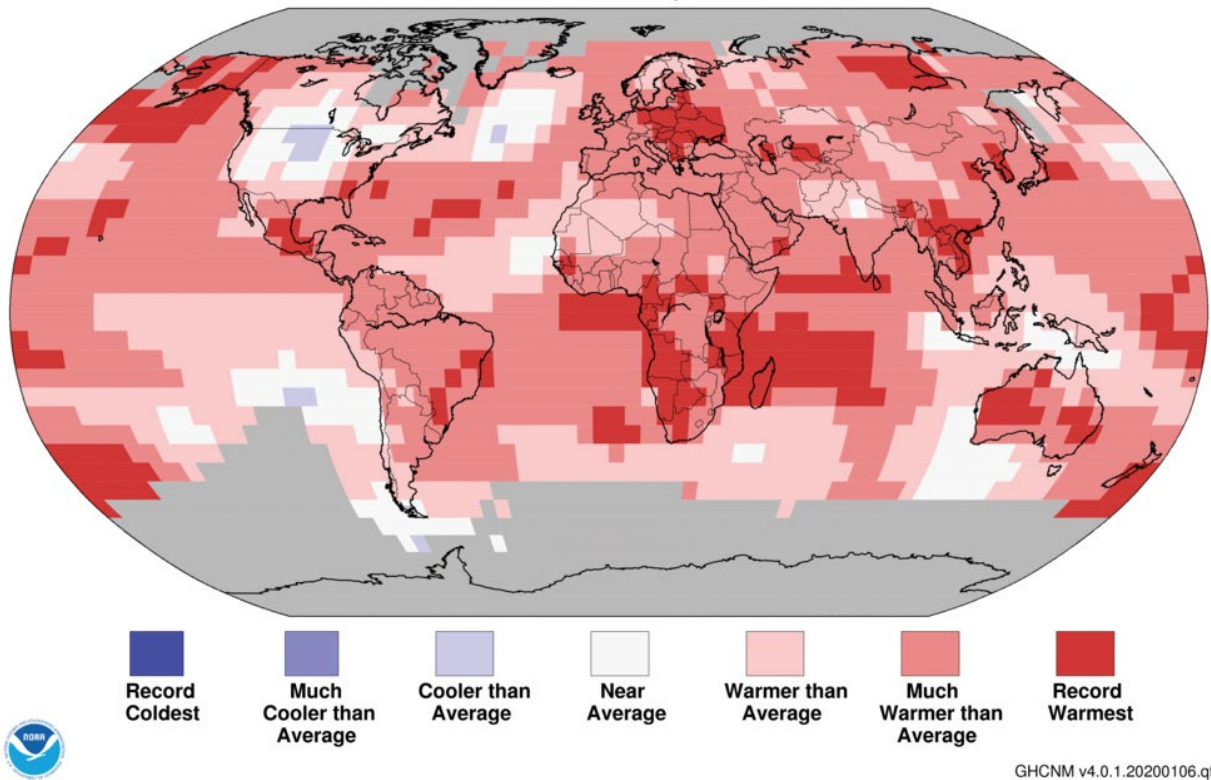 Record
Coldest
Much
Cooler than
Average
Cooler than
Average
Near
Average
Warmer than
Average
Much
Warmer than
Average
Record
Warmest
NOAA
GHCNM v4.0.1.20200106.q